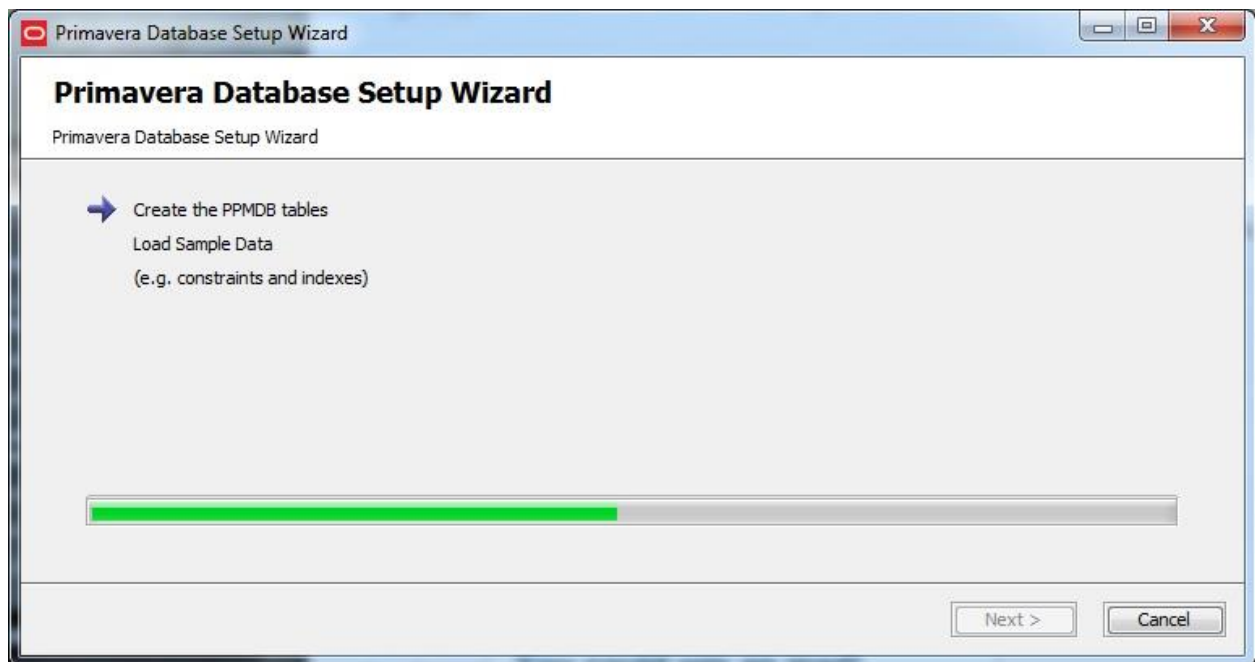 Primavera Database Setup Wizard
Primavera Database Setup Wizard
Primavera Database Setup Wizard
Create the PPMDB tables
Load Sample Data
(e.g. constraints and indexes)
Next >
Cancel